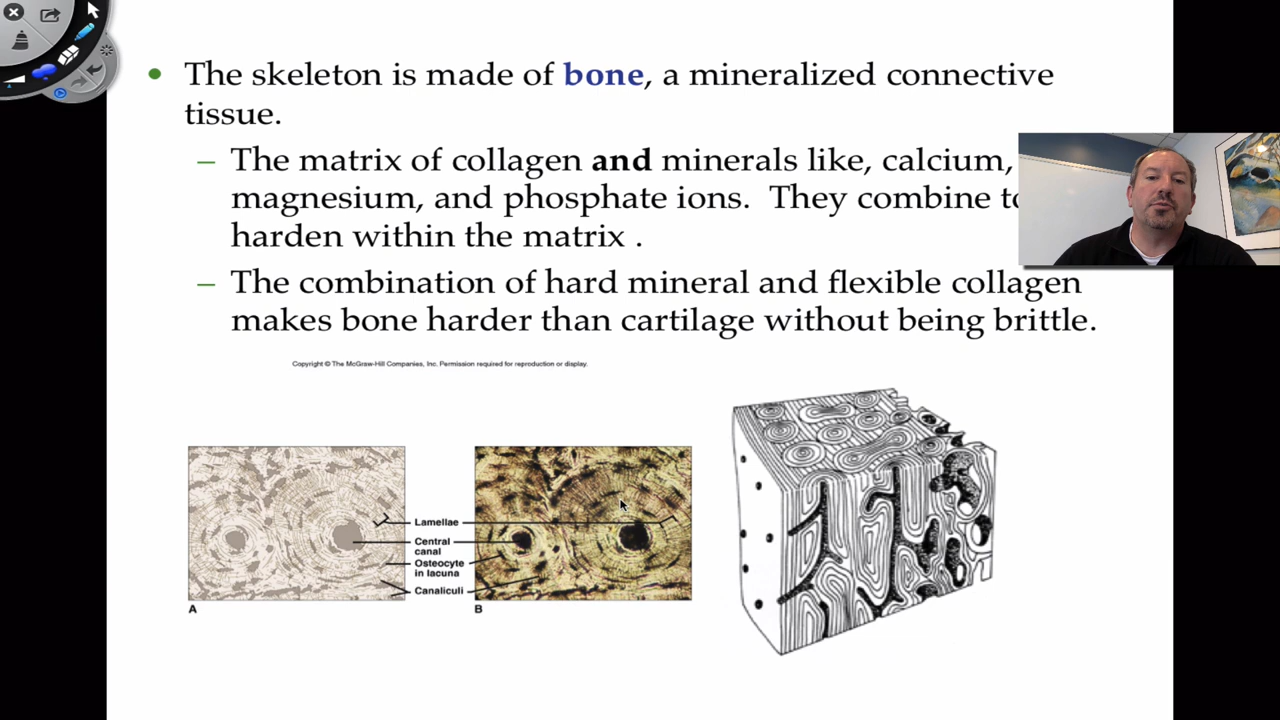 • The skeleton is made of bone, a mineralized connective
tissue.
– The matrix of collagen and minerals like, calcium,
magnesium, and phosphate ions. They combine to
harden within the matrix .
– The combination of hard mineral and flexible collagen
makes bone harder than cartilage without being brittle.
Copyright © The McGraw-Hill Companies, Inc. Permission required for reproduction or display.
Lamellae
Central
canal
Osteocyte
in lacuna
Canaliculi
A
B